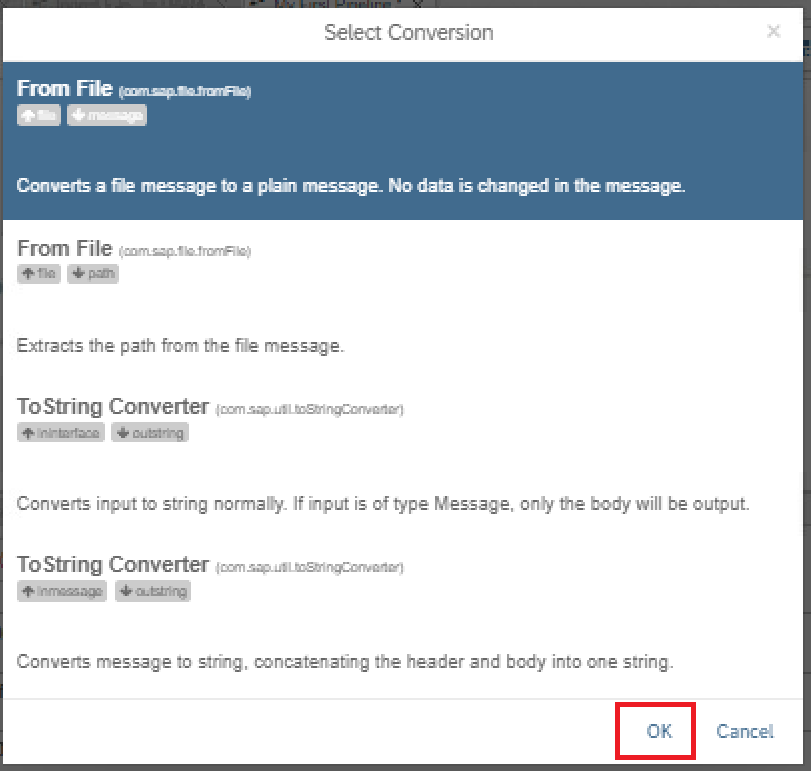 My First Pipeline *
Select Conversion
×
From File (com.sap.file.fromFile)
file message
Converts a file message to a plain message. No data is changed in the message.
From File (com.sap.file.fromFile)
file path
Extracts the path from the file message.
ToString Converter (com.sap.util.toStringConverter)
ininterface outstring
Converts input to string normally. If input is of type Message, only the body will be output.
ToString Converter (com.sap.util.toStringConverter)
inmessage outstring
Converts message to string, concatenating the header and body into one string.
OK Cancel